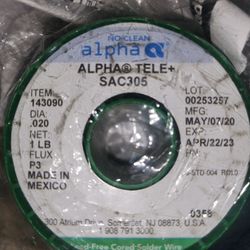 NO-CLEAN
alpha
ALPHA® TELE+
SAC305
ITEM
143090
DIA:
.020
NET:
1 LB
FLUX
P3
MADE IN
MEXICO
LOT
00253257
MFG
MAY/07/20
EXP
APR/22/23
J-STD-004
0358
300 Atrium Drive, Somerset, NJ 08873, U.S.A
1 908 791 3000
Lead-Free Cored Solder Wire